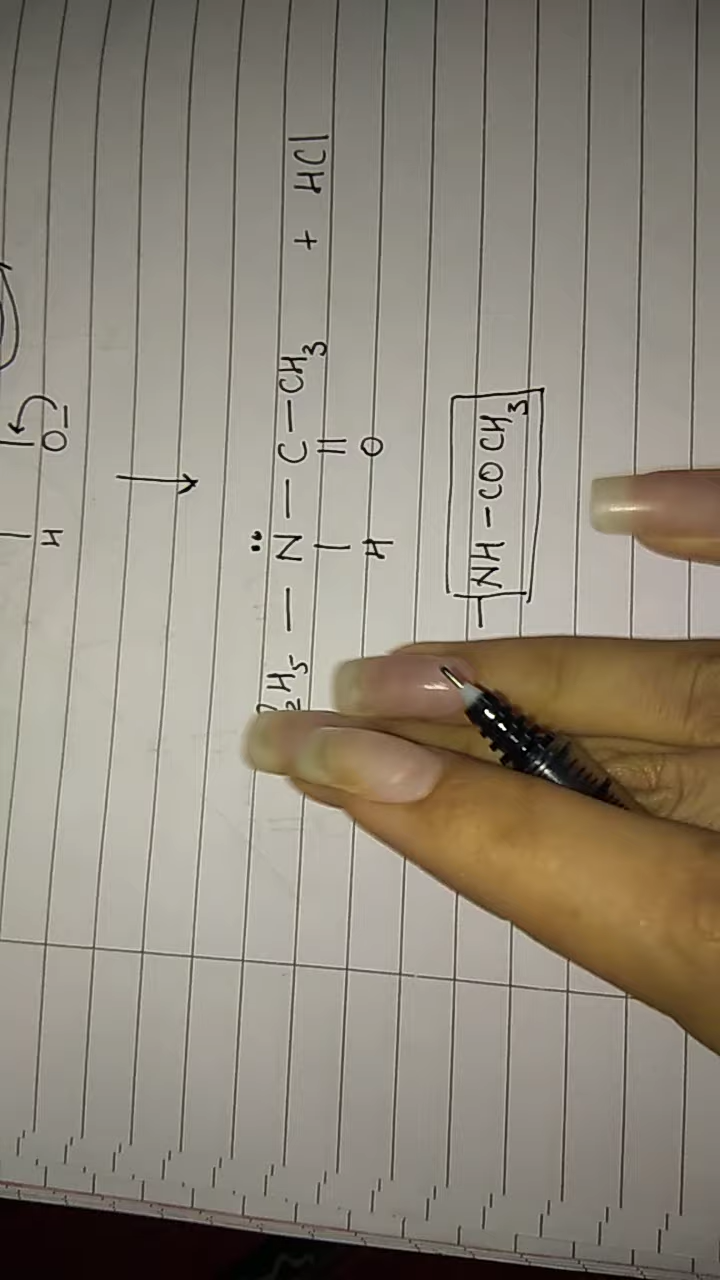 O
H
C₂H₅ — N̈ — C — CH₃ + HCl
H O
–NH – COCH₃